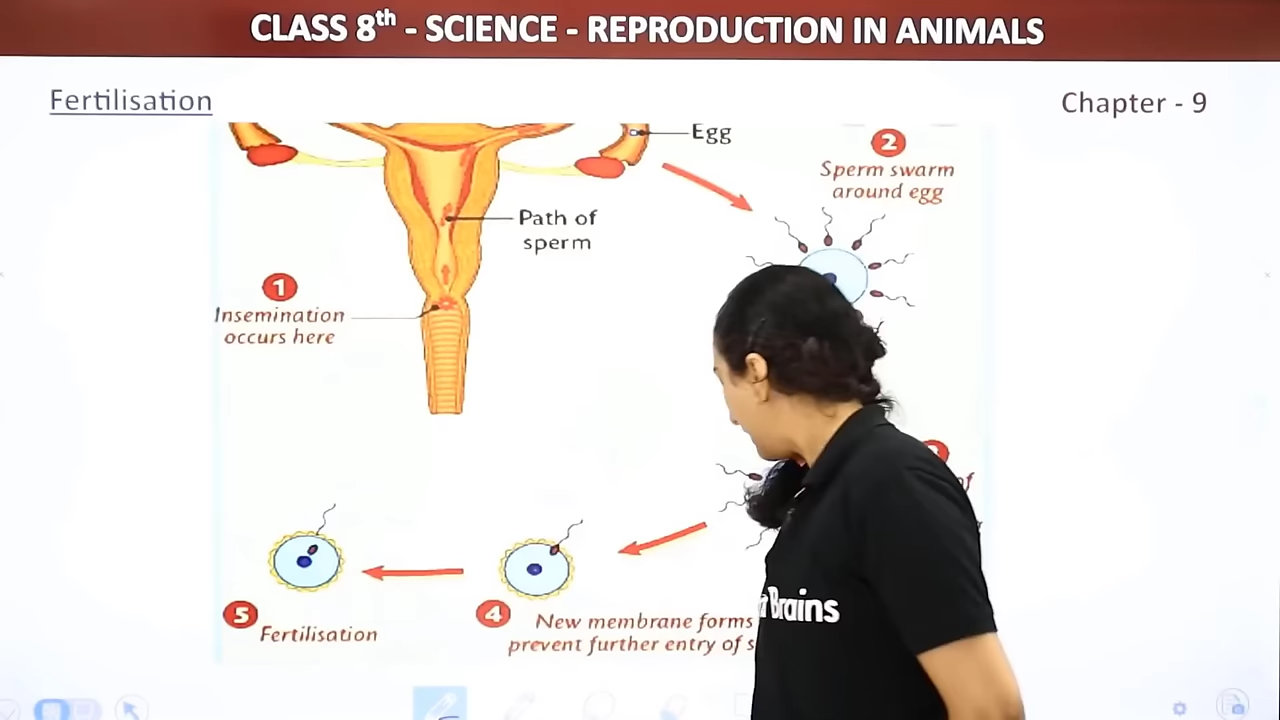 CLASS 8th - SCIENCE - REPRODUCTION IN ANIMALS
Fertilisation
Chapter - 9
Egg
2
Sperm swarm
around egg
Path of
sperm
1
Insemination
occurs here
of
5
Fertilisation
4
New membrane forms
prevent further entry of s
Brains